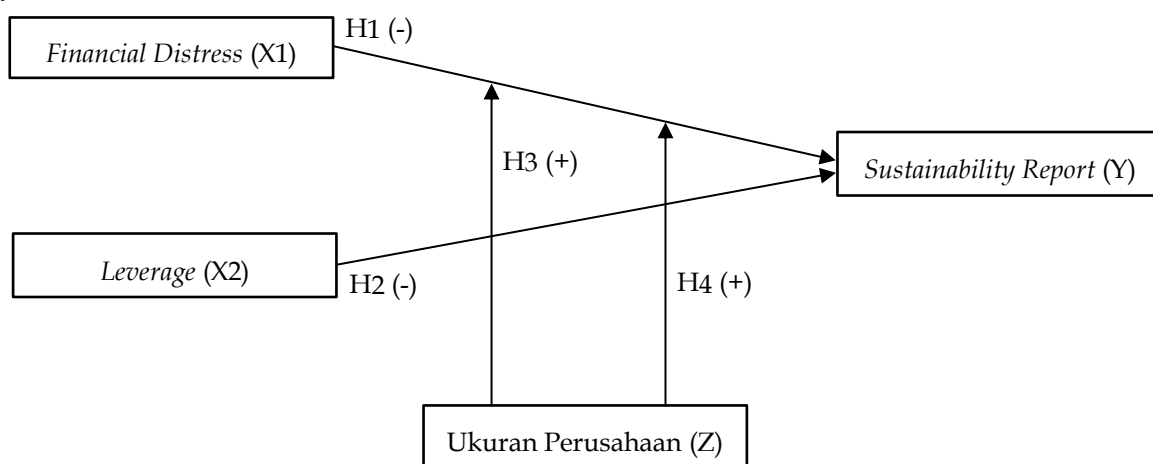 H1 (-)
Financial Distress (X1)
H3 (+)
Sustainability Report (Y)
Leverage (X2)
H2 (-)
H4 (+)
Ukuran Perusahaan (Z)